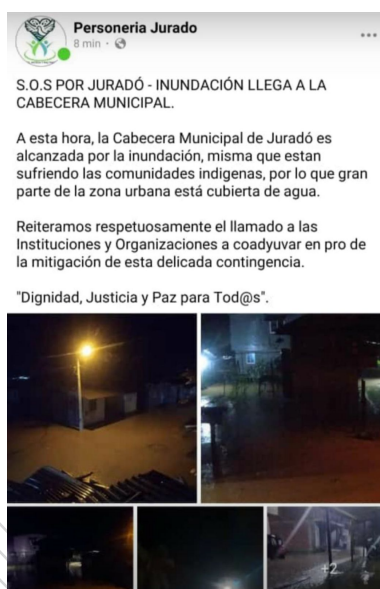 Personeria Jurado
8 min ·
S.O.S POR JURADÓ - INUNDACIÓN LLEGA A LA
CABECERA MUNICIPAL.
A esta hora, la Cabecera Municipal de Juradó es
alcanzada por la inundación, misma que estan
sufriendo las comunidades indigenas, por lo que gran
parte de la zona urbana está cubierta de agua.
Reiteramos respetuosamente el llamado a las
Instituciones y Organizaciones a coadyuvar en pro de
la mitigación de esta delicada contingencia.
"Dignidad, Justicia y Paz para Tod@s".
+2